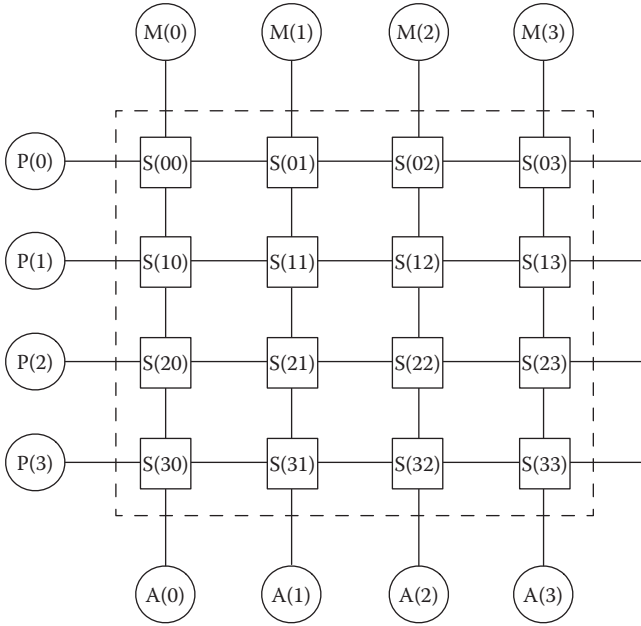 M(0) M(1) M(2) M(3)
P(0) S(00) S(01) S(02) S(03)
P(1) S(10) S(11) S(12) S(13)
P(2) S(20) S(21) S(22) S(23)
P(3) S(30) S(31) S(32) S(33)
A(0) A(1) A(2) A(3)